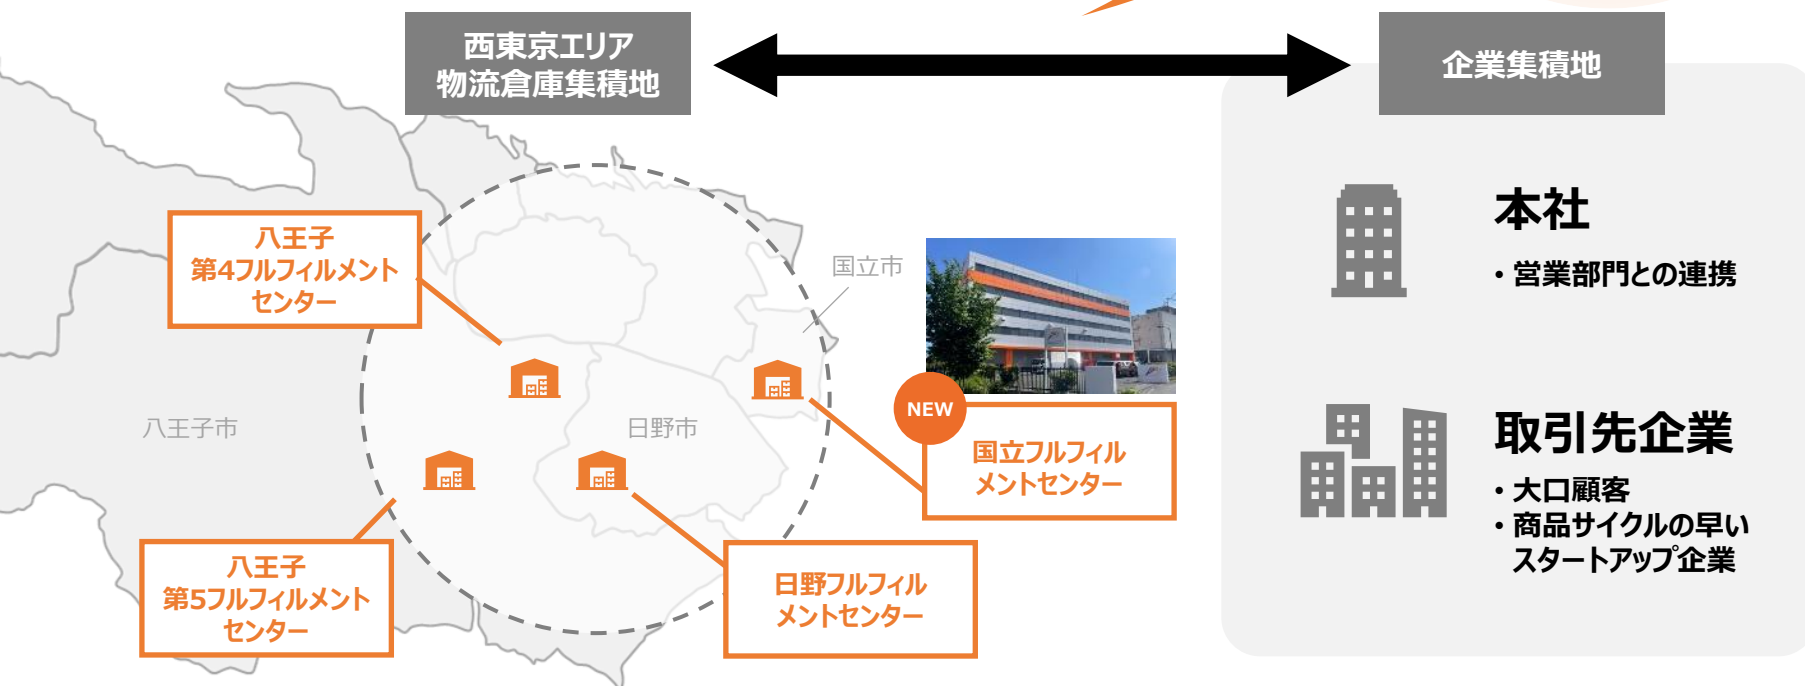 西東京エリア
物流倉庫集積地
企業集積地
八王子
第4フルフィルメント
センター
国立市
八王子市
日野市
NEW
国立フルフィル
メントセンター
八王子
第5フルフィルメント
センター
日野フルフィル
メントセンター
本社
・営業部門との連携
取引先企業
・大口顧客
・商品サイクルの早い
スタートアップ企業